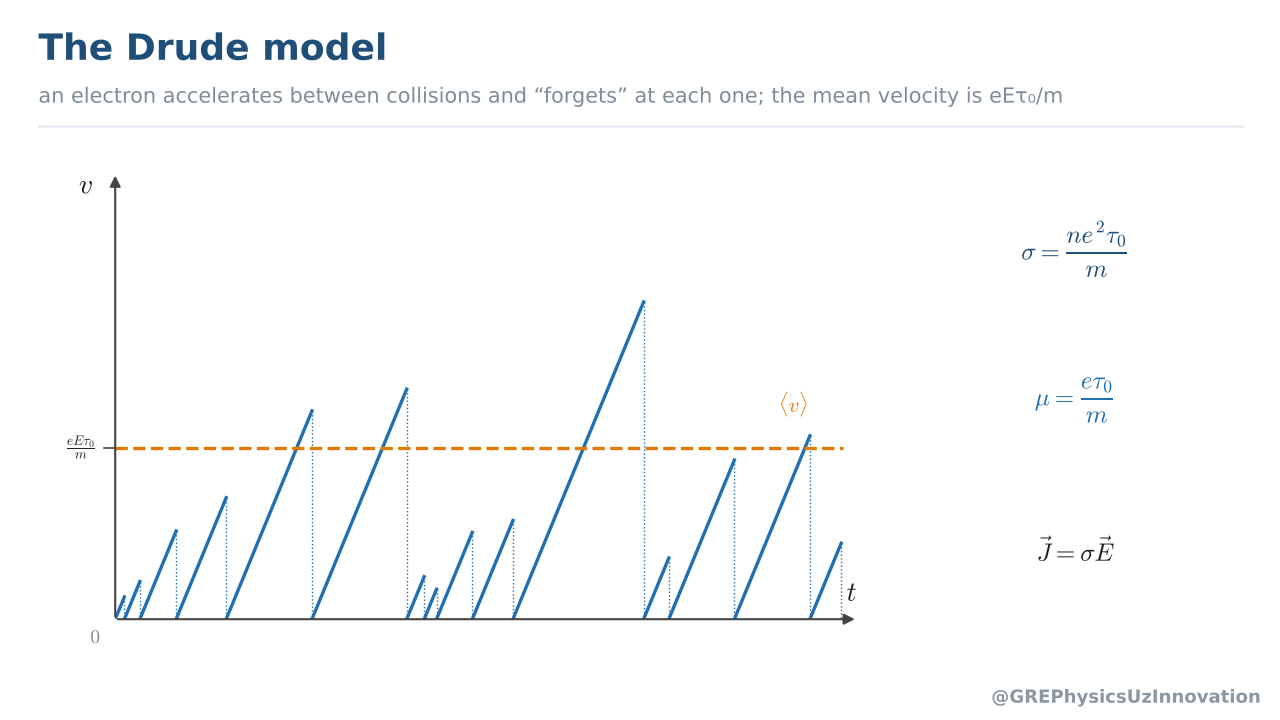 The Drude model
an electron accelerates between collisions and “forgets” at each one; the mean velocity is eEτ₀/m
v
σ = ne²τ₀/m
μ = eτ₀/m
⟨v⟩
eEτ₀/m
J⃗ = σE⃗
t
0
@GREPhysicsUzInnovation